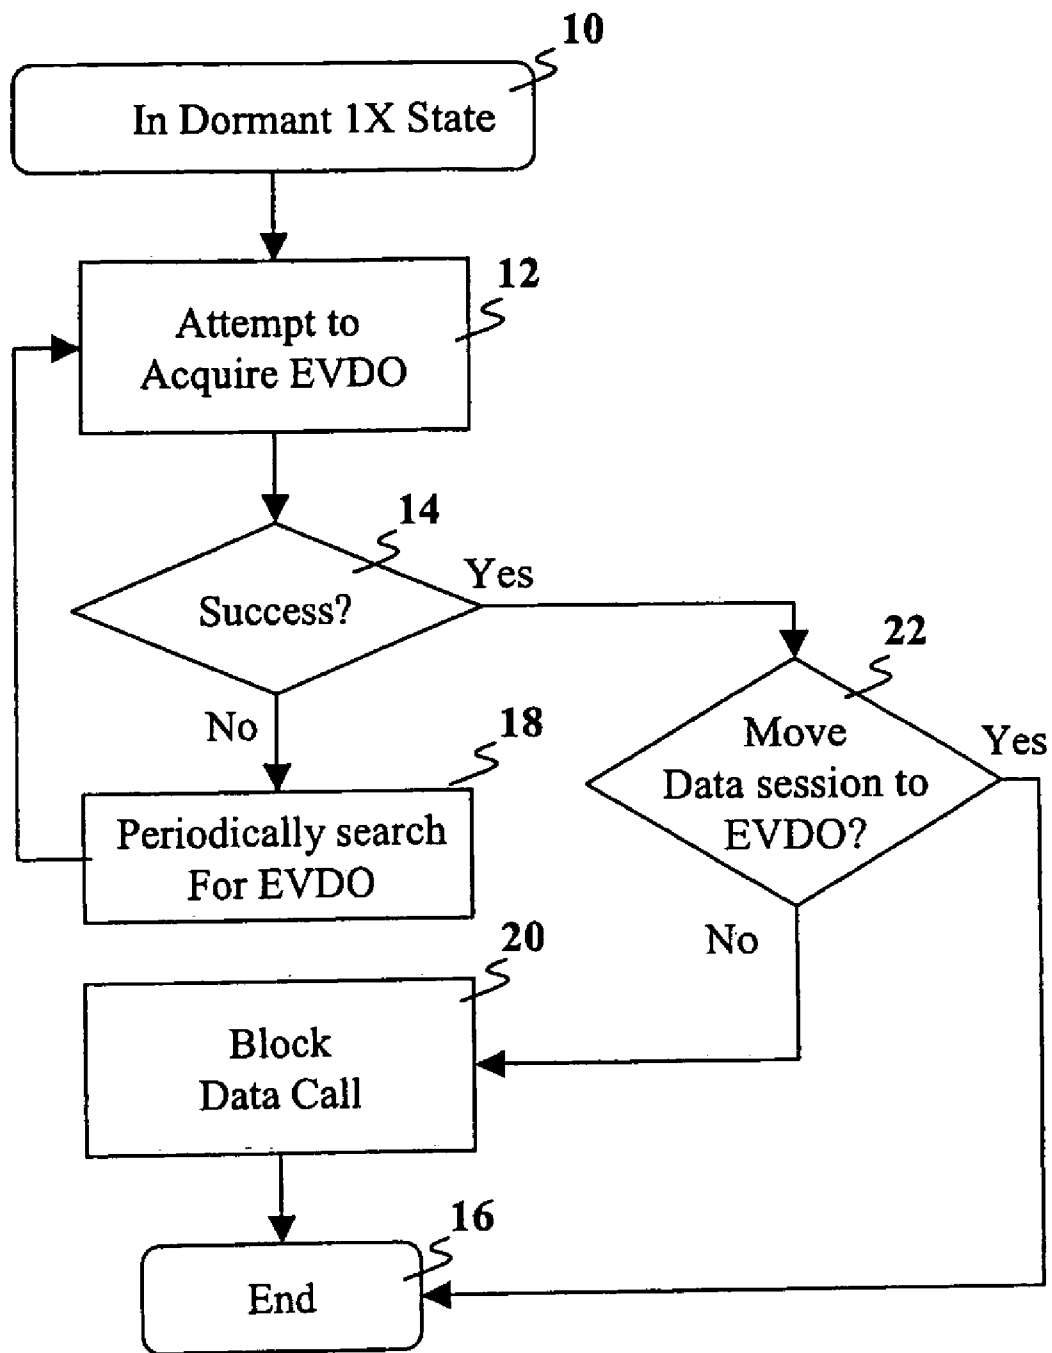 10
In Dormant 1X State
12
Attempt to
Acquire EVDO
14
Success?
Yes
No
22
Move
Data session to
EVDO?
Yes
No
18
Periodically search
For EVDO
20
Block
Data Call
16
End